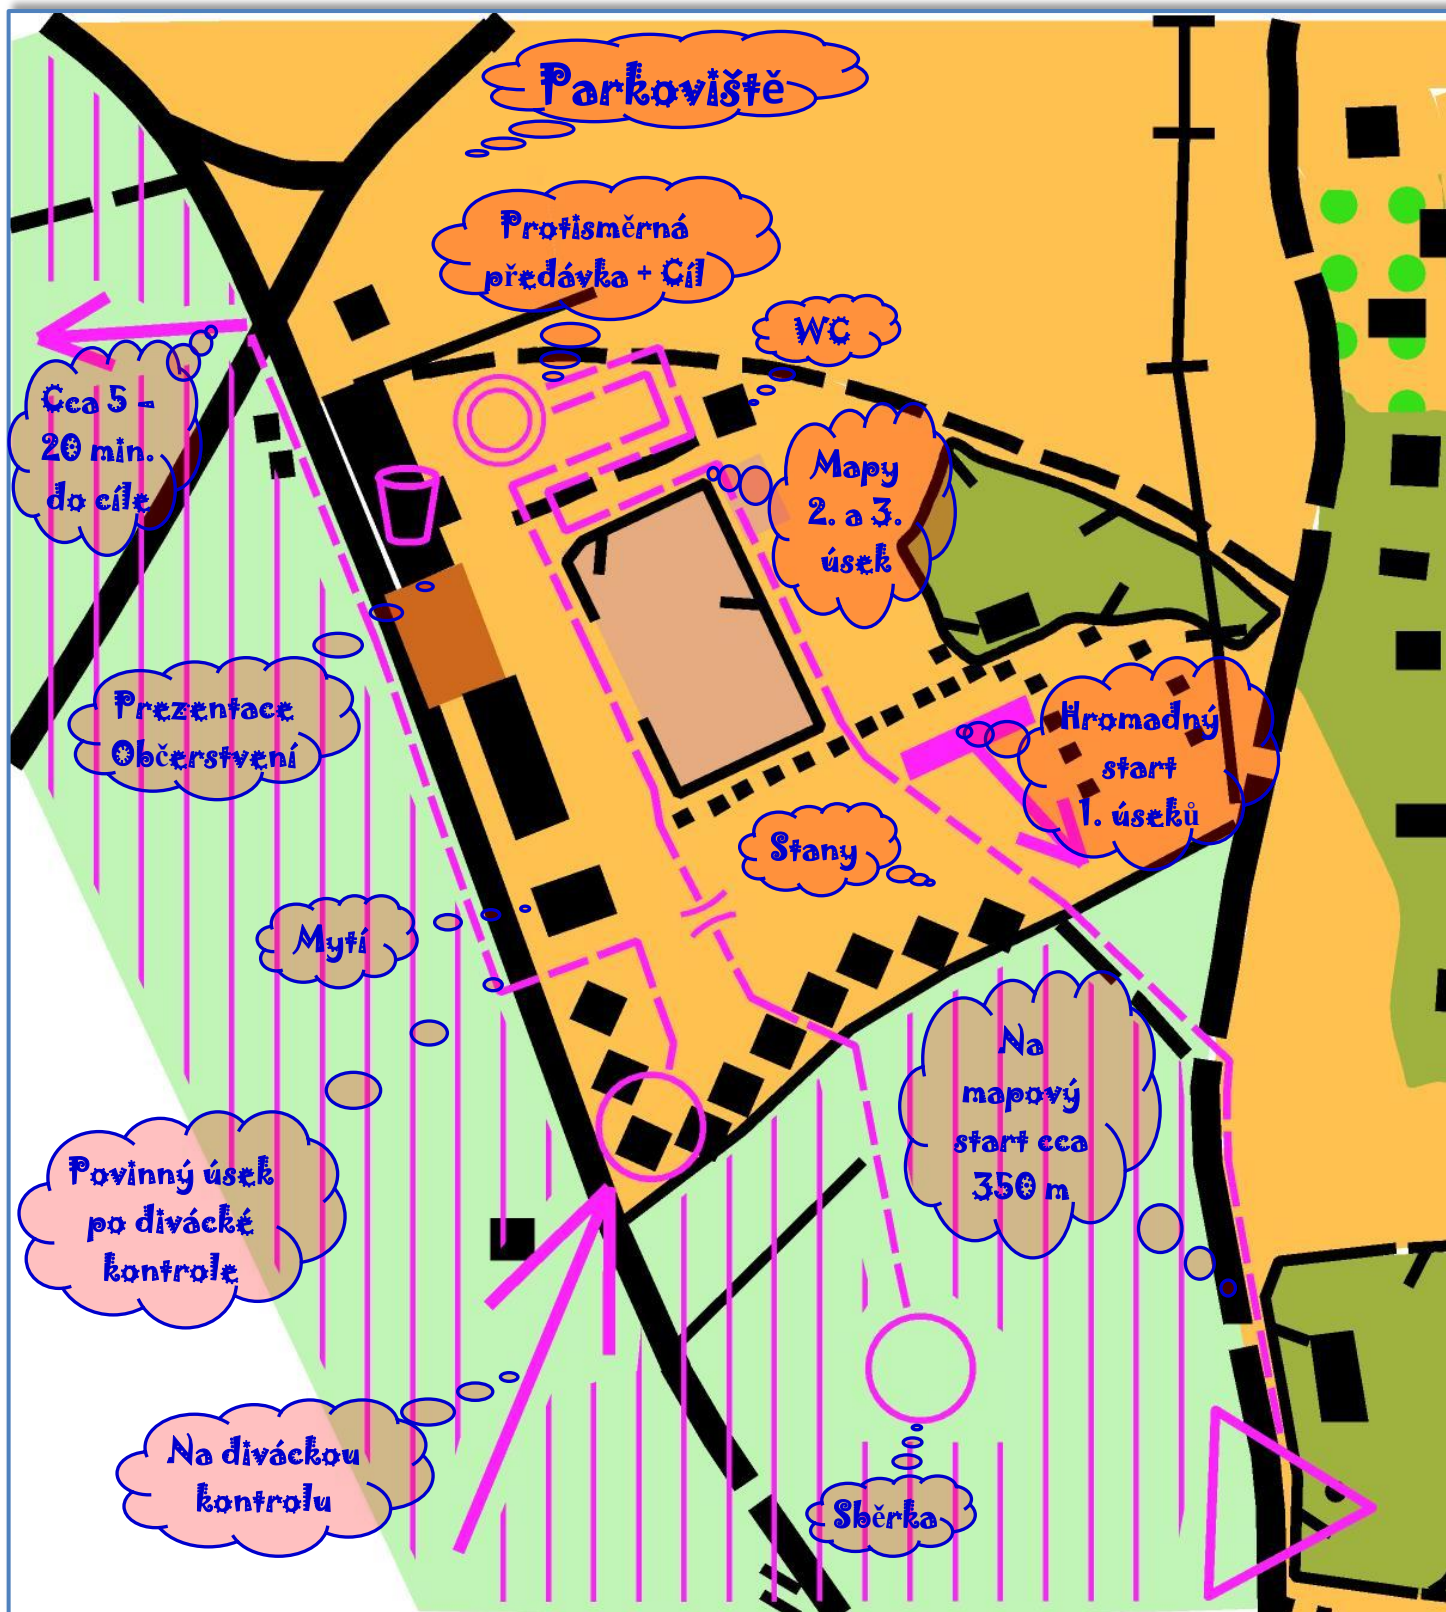 Parkoviště
Protisměrná
předávka + Cíl
WC
Cca 5 -
20 min.
do cíle
Mapy
2. a 3.
úsek
Prezentace
Občerstvení
Hromadný
start
1. úseků
Stany
Mytí
Na
mapový
start cca
350 m
Povinný úsek
po divácké
kontrole
Na diváckou
kontrolu
Sběrka